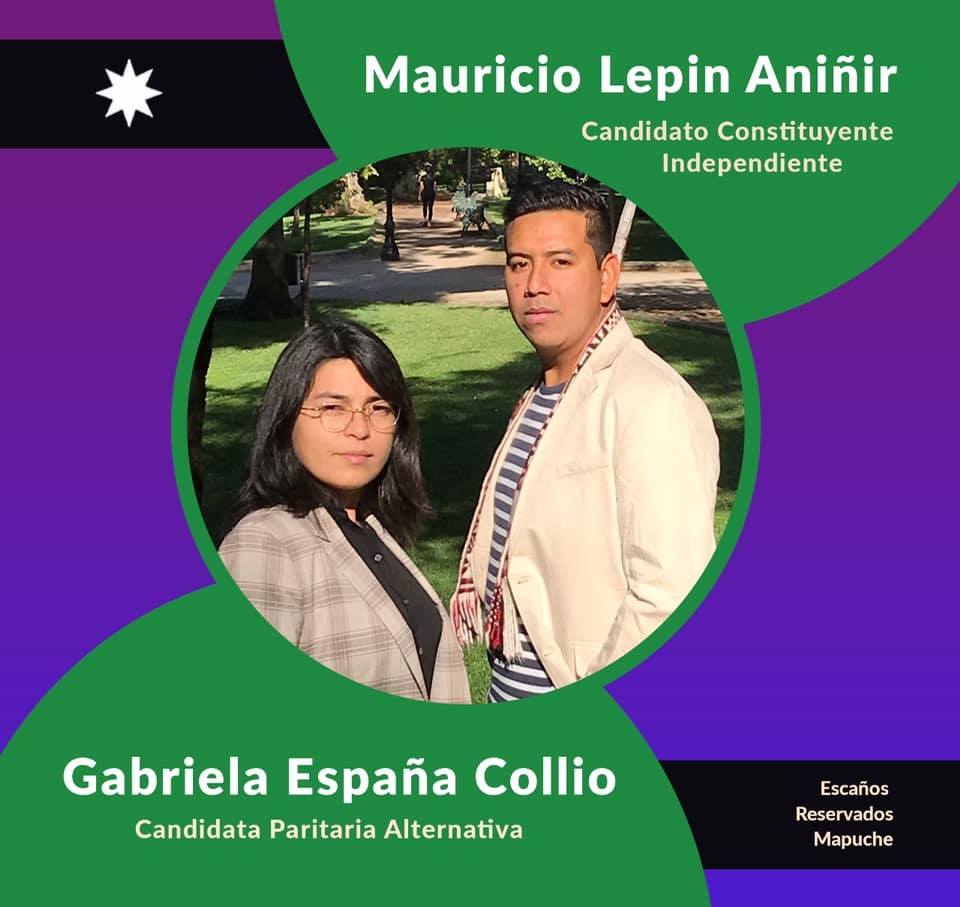 Mauricio Lepin Aniñir
Candidato Constituyente
Independiente
Gabriela España Collio
Candidata Paritaria Alternativa
Escaños
Reservados
Mapuche